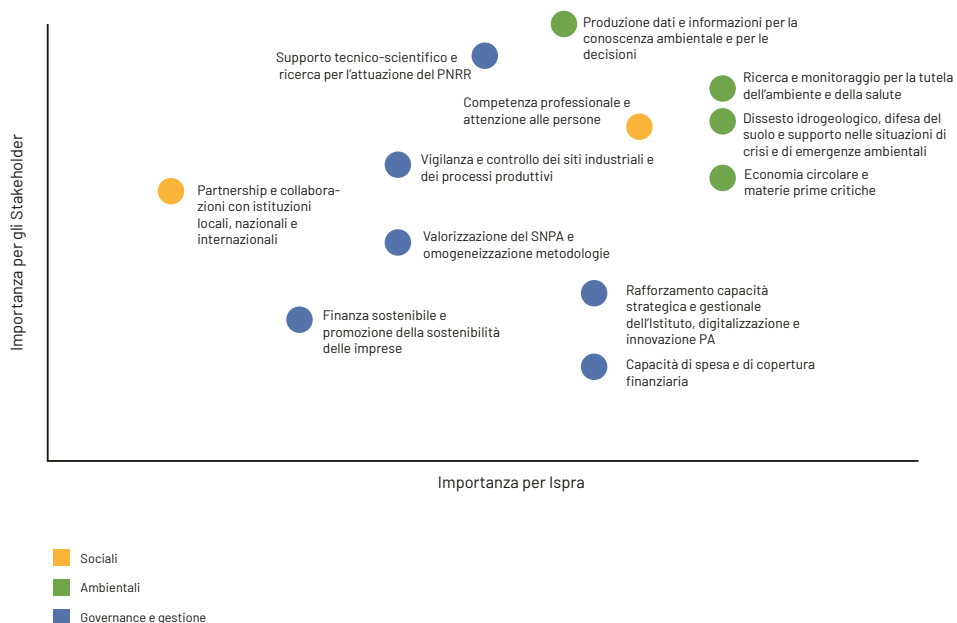 Produzione dati e informazioni per la
conoscenza ambientale e per le
decisioni
Supporto tecnico-scientifico e
ricerca per l'attuazione del PNRR
Ricerca e monitoraggio per la tutela
dell'ambiente e della salute
Competenza professionale e
attenzione alle persone
Dissesto idrogeologico, difesa del
suolo e supporto nelle situazioni di
crisi e di emergenze ambientali
Vigilanza e controllo dei siti industriali e
dei processi produttivi
Economia circolare e
materie prime critiche
Partnership e collabora-
zioni con istituzioni
locali, nazionali e
internazionali
Valorizzazione del SNPA e
omogeneizzazione metodologie
Rafforzamento capacità
strategica e gestionale
dell'Istituto, digitalizzazione e
innovazione PA
Finanza sostenibile e
promozione della sostenibilità
delle imprese
Capacità di spesa e di copertura
finanziaria
Importanza per gli Stakeholder
Importanza per Ispra
Sociali
Ambientali
Governance e gestione